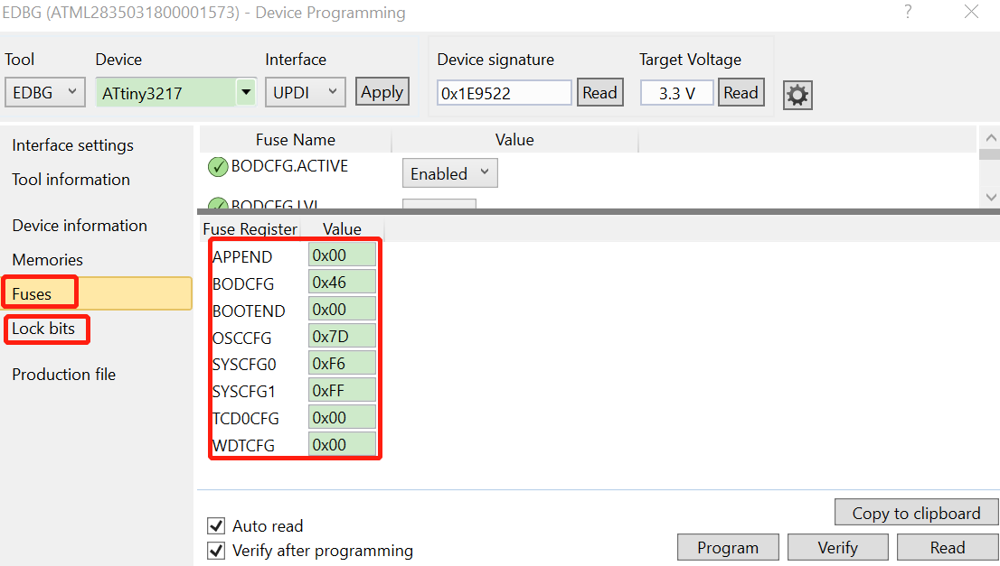 EDBG (ATML2835031800001573) - Device Programming
Tool Device Interface Device signature Target Voltage
EDBG ATtiny3217 UPDI Apply 0x1E9522 Read 3.3 V Read
Interface settings
Tool information
Device information
Memories
Fuses
Lock bits
Production file
Fuse Name Value
BODCFG.ACTIVE Enabled
BODCFG.LVL
Fuse Register Value
APPEND 0x00
BODCFG 0x46
BOOTEND 0x00
OSCCFG 0x7D
SYSCFG0 0xF6
SYSCFG1 0xFF
TCD0CFG 0x00
WDTCFG 0x00
Copy to clipboard
Auto read
Verify after programming
Program Verify Read